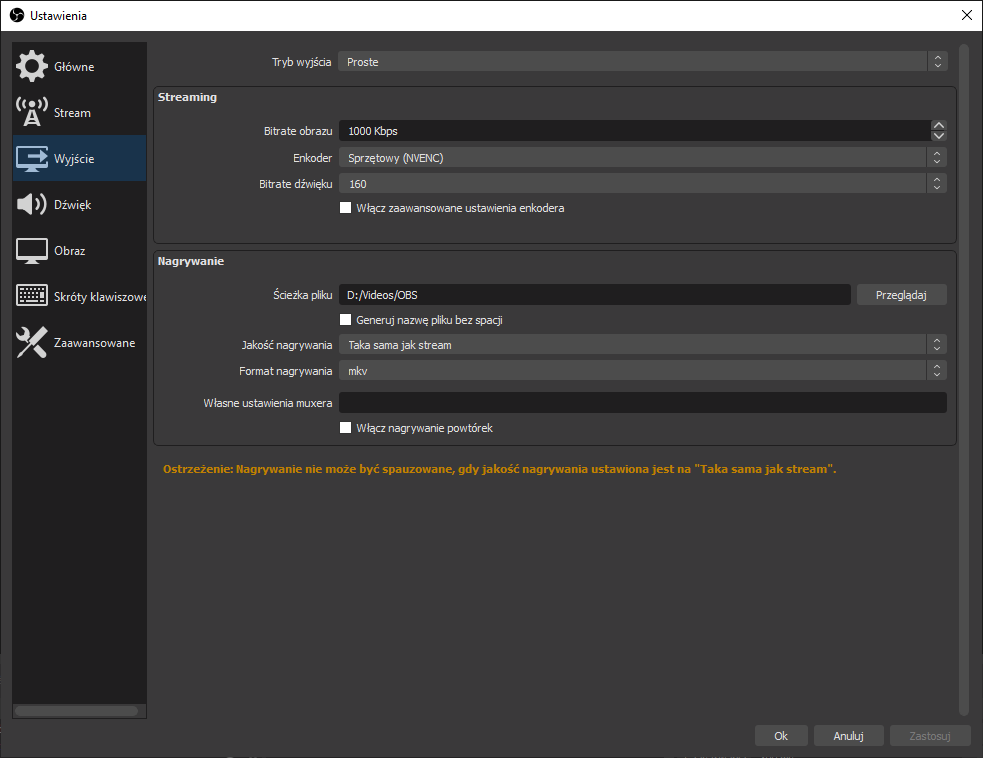 Ustawienia
Główne
Stream
Wyjście
Dźwięk
Obraz
Skróty klawiszowe
Zaawansowane
Tryb wyjścia Proste
Streaming
Bitrate obrazu 1000 Kbps
Enkoder Sprzętowy (NVENC)
Bitrate dźwięku 160
Włącz zaawansowane ustawienia enkodera
Nagrywanie
Ścieżka pliku D:/Videos/OBS Przeglądaj
Generuj nazwę pliku bez spacji
Jakość nagrywania Taka sama jak stream
Format nagrywania mkv
Własne ustawienia muxera
Włącz nagrywanie powtórek
Ostrzeżenie: Nagrywanie nie może być spauzowane, gdy jakość nagrywania ustawiona jest na "Taka sama jak stream".
Ok Anuluj Zastosuj